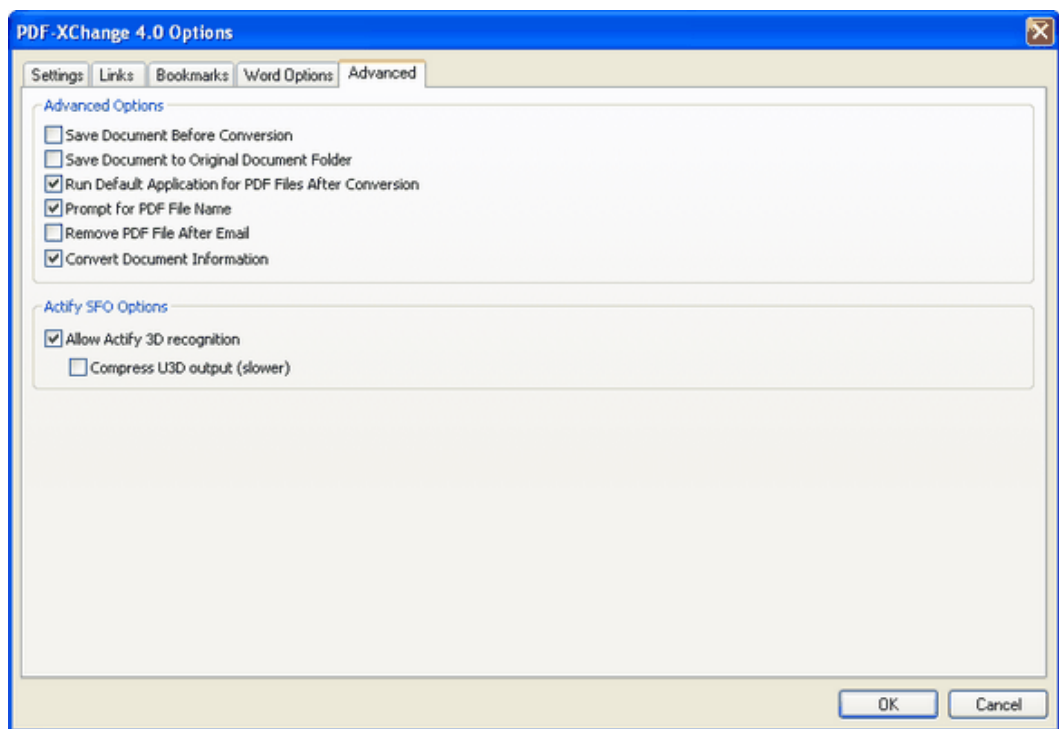 PDF-XChange 4.0 Options
Settings Links Bookmarks Word Options Advanced
Advanced Options
Save Document Before Conversion
Save Document to Original Document Folder
Run Default Application for PDF Files After Conversion
Prompt for PDF File Name
Remove PDF File After Email
Convert Document Information
Actify SFO Options
Allow Actify 3D recognition
Compress U3D output (slower)
OK Cancel